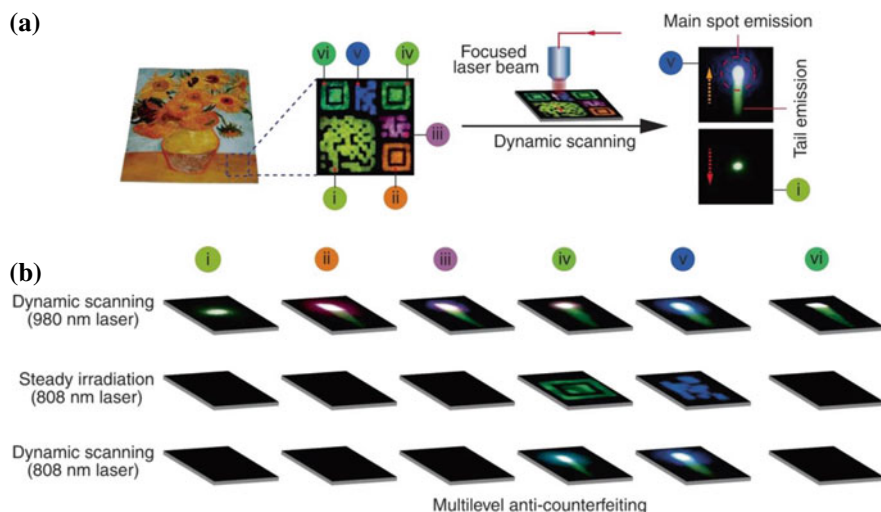 (a)
vi
v
iv
iii
i
ii
Focused
laser beam
Dynamic scanning
Main spot emission
v
Tail emission
i
(b)
i
ii
iii
iv
v
vi
Dynamic scanning
(980 nm laser)
Steady irradiation
(808 nm laser)
Dynamic scanning
(808 nm laser)
Multilevel anti-counterfeiting